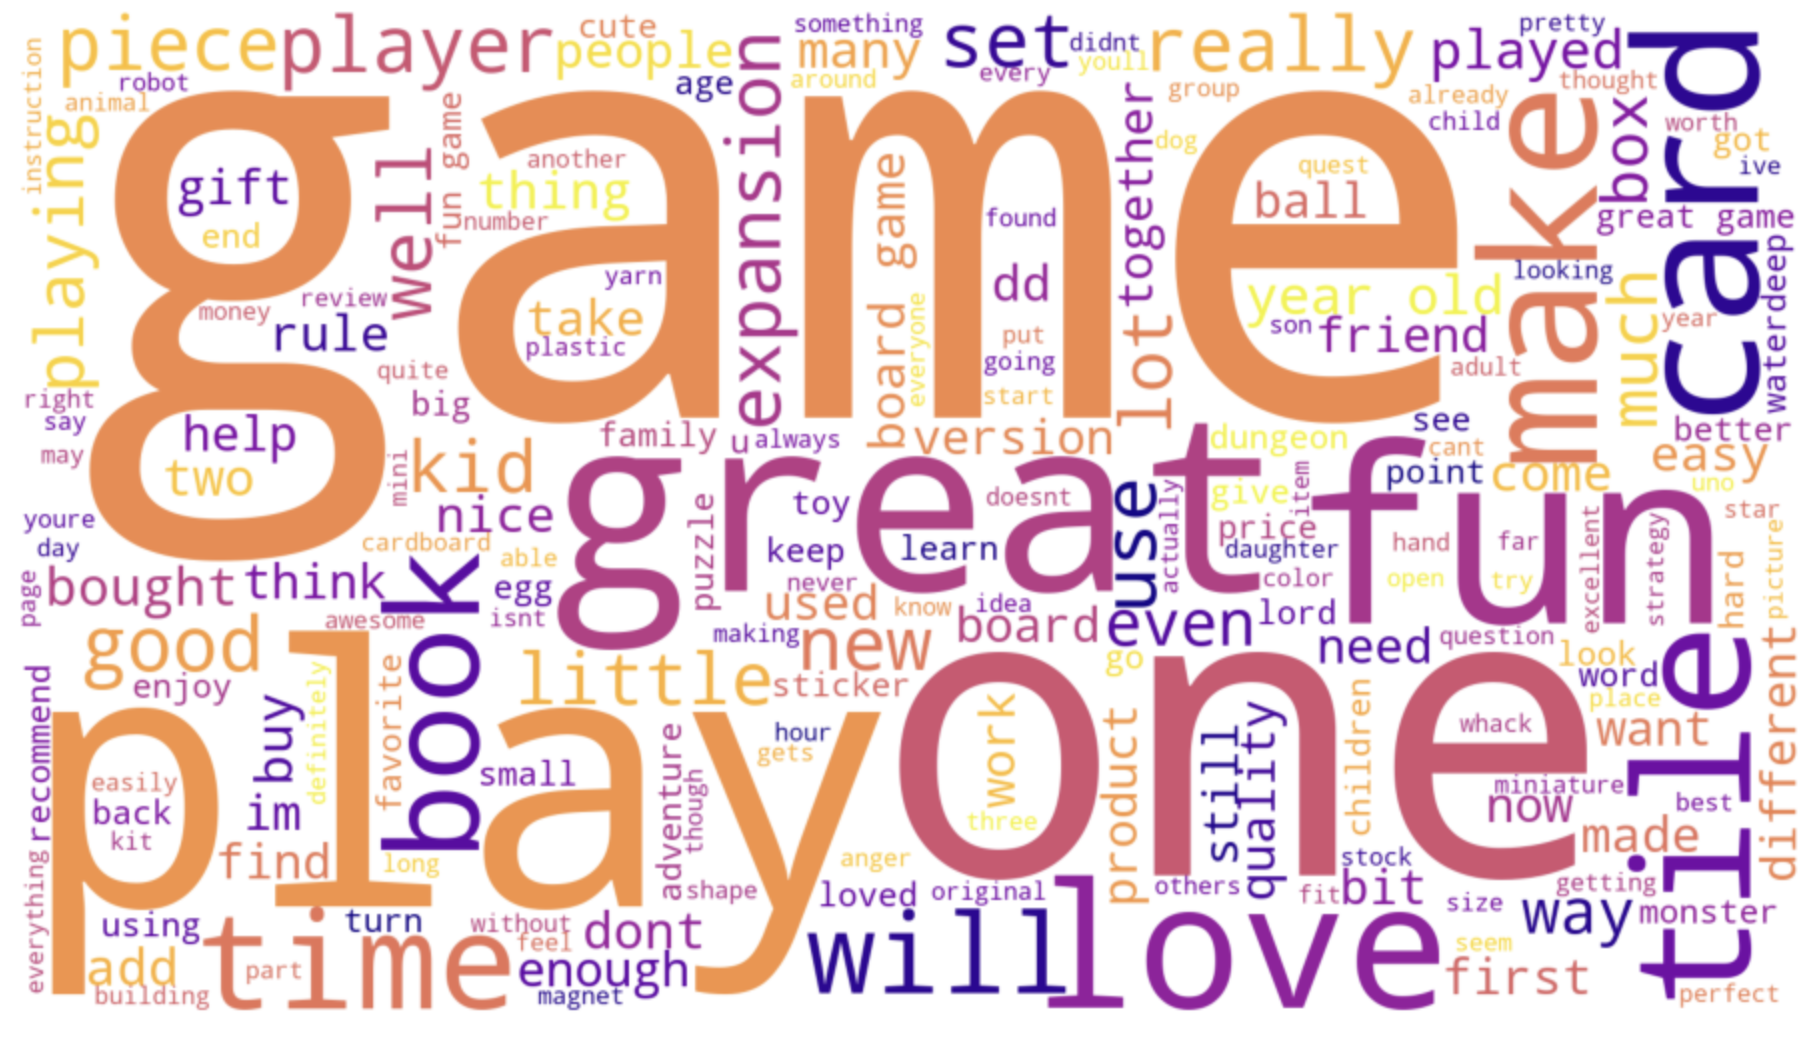 piece
player
people
cute
something
many
set
didnt
youll
really
played
pretty
card
robot
animal
instruction
age
around
every
group
already
thought
child
worth
got
ive
box
make
playing
game
gift
end
well
fun game
another
thing
number
expansion
board game
found
together
dog
quest
ball
great game
waterdeep
yarn
take
plastic
money
review
rule
dd
put
going
start
everyone
lot
year old
son
friend
looking
adult
much
year
quite
big
right
say
may
help
two
mini
kid
family
u
always
version
dungeon
see
cant
point
come
better
easy
uno
give
item
price
nice
puzzle
toy
doesnt
great
use
actually
fun
star
picture
youre
day
cardboard
able
keep
learn
daughter
hand
far
excellent
strategy
hard
page
bought
think
book
egg
isnt
never
used
know
idea
color
open
try
awesome
making
new
board
even
lord
need
question
good
enjoy
little
sticker
go
look
word
place
tile
different
recommend
buy
definitely
favorite
play
small
adventure
though
hour
gets
one
work
three
product
still
quality
children
whack
want
miniature
now
best
easily
back
kit
im
find
long
anger
stock
made
everything
shape
loved
original
others
fit
bit
getting
size
way
monster
using
time
turn
without
feel
dont
will
love
seem
first
add
part
building
enough
magnet
perfect